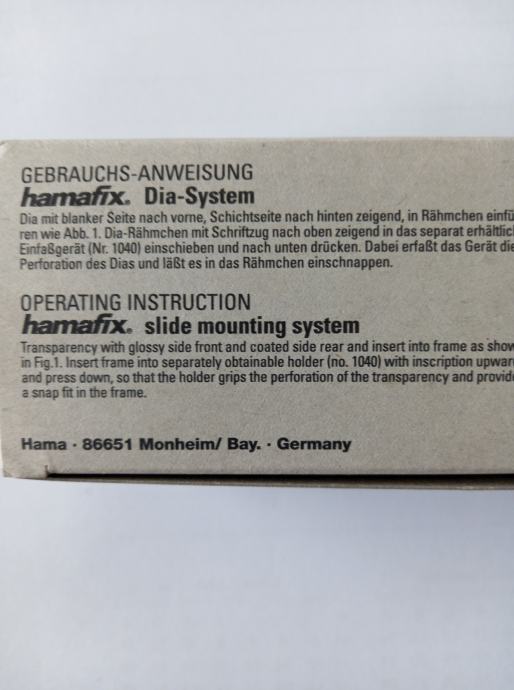 GEBRAUCHS-ANWEISUNG
hamafix® Dia-System
Dia mit blanker Seite nach vorne, Schichtseite nach hinten zeigend, in Rähmchen einfü
ren wie Abb. 1. Dia-Rähmchen mit Schriftzug nach oben zeigend in das separat erhältlic
Einfaßgerät (Nr. 1040) einschieben und nach unten drücken. Dabei erfaßt das Gerät die
Perforation des Dias und läßt es in das Rähmchen einschnappen.
OPERATING INSTRUCTION
hamafix® slide mounting system
Transparency with glossy side front and coated side rear and insert into frame as show
in Fig.1. Insert frame into separately obtainable holder (no. 1040) with inscription upwar
and press down, so that the holder grips the perforation of the transparency and provide
a snap fit in the frame.
Hama · 86651 Monheim/ Bay. · Germany